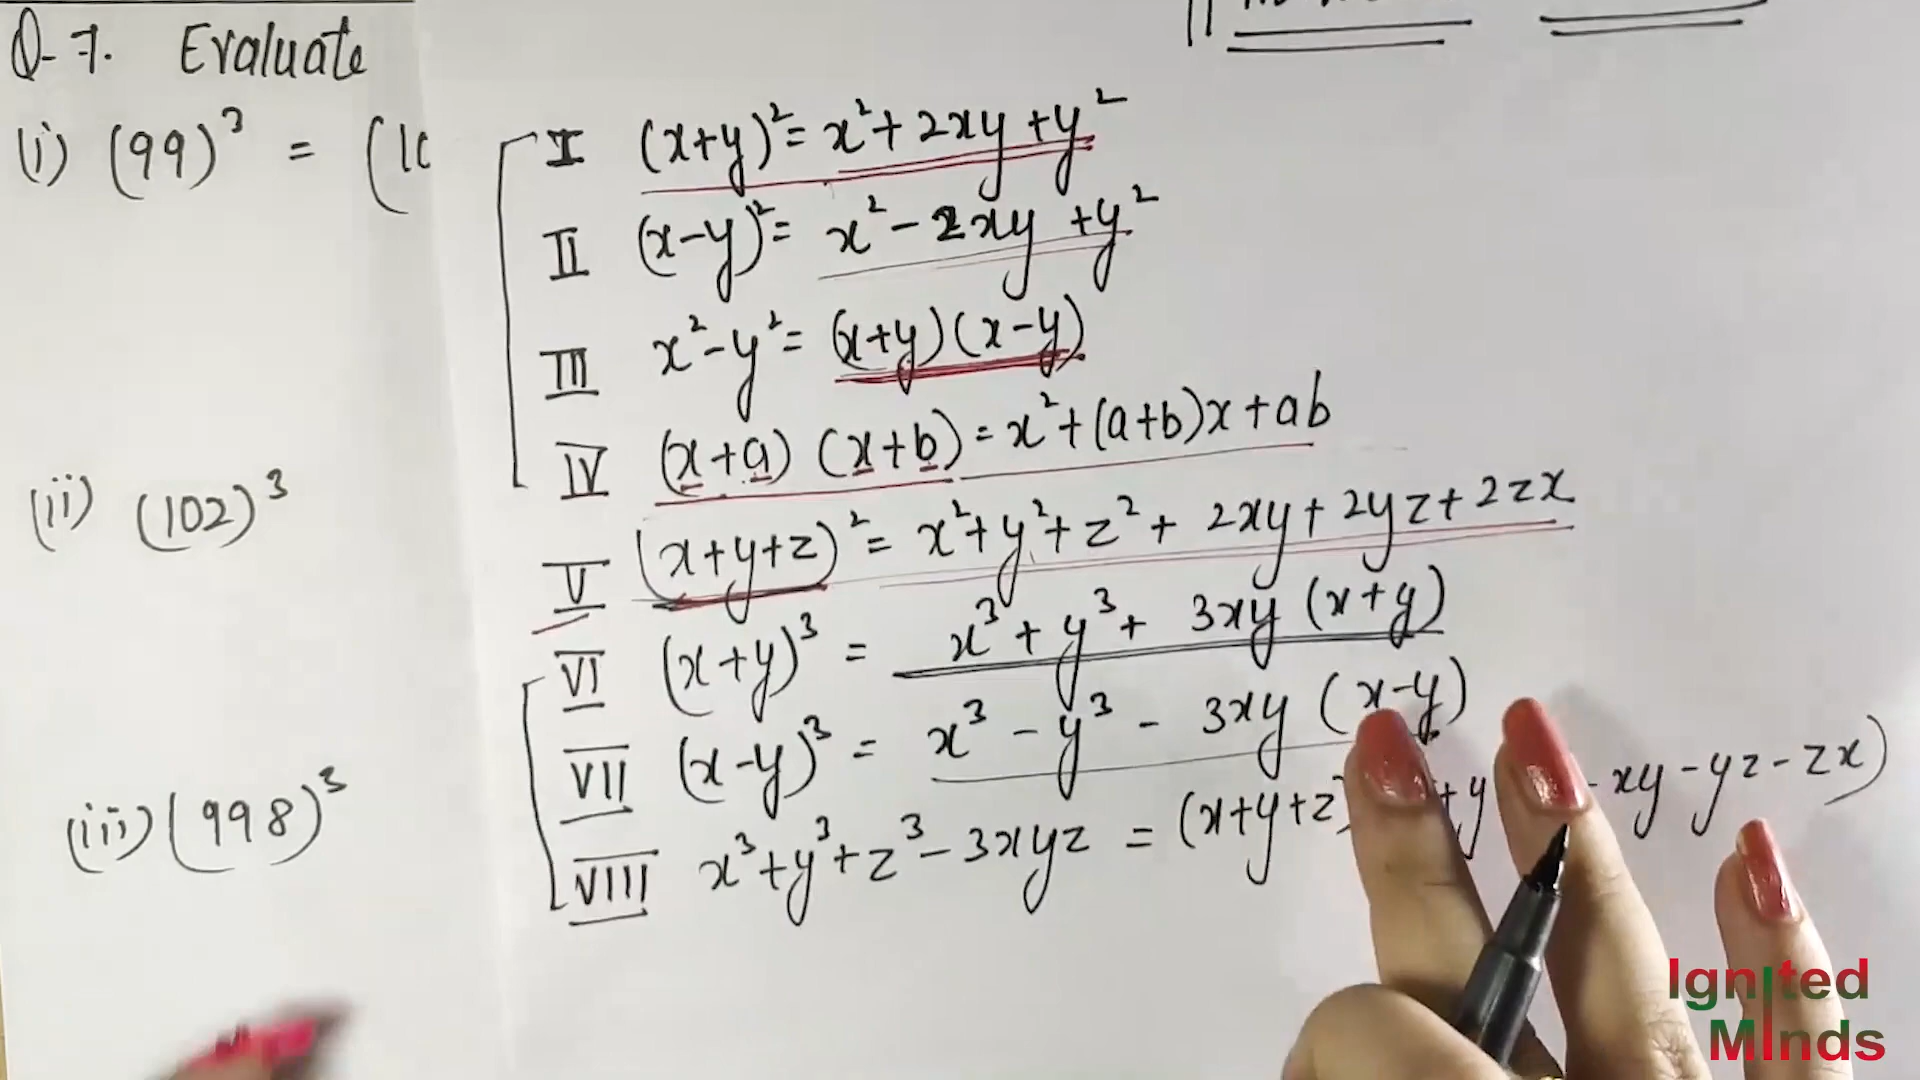 Q-7. Evaluate
(i) (99)³ = (10
(ii) (102)³
(iii) (998)³
I (x+y)² = x² + 2xy + y²
II (x-y)² = x² - 2xy + y²
III x² - y² = (x+y)(x-y)
IV (x+a)(x+b) = x² + (a+b)x + ab
V (x+y+z)² = x² + y² + z² + 2xy + 2yz + 2zx
VI (x+y)³ = x³ + y³ + 3xy (x+y)
VII (x-y)³ = x³ - y³ - 3xy (x-y)
VIII x³ + y³ + z³ - 3xyz = (x+y+z) +y - xy - yz - zx)
Ignited
Minds